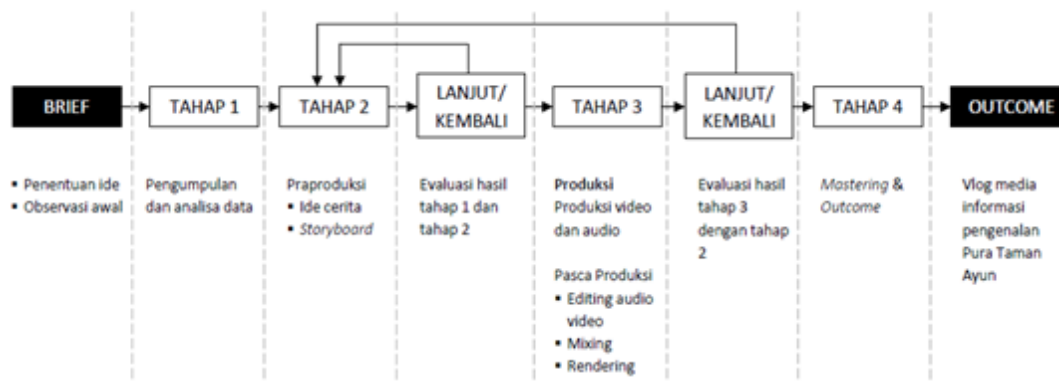 BRIEF
TAHAP 1
TAHAP 2
LANJUT/
KEMBALI
TAHAP 3
LANJUT/
KEMBALI
TAHAP 4
OUTCOME
▪ Penentuan ide
▪ Observasi awal
Pengumpulan
dan analisa data
Praproduksi
▪ Ide cerita
▪ Storyboard
Evaluasi hasil
tahap 1 dan
tahap 2
Produksi
Produksi video
dan audio
Pasca Produksi
▪ Editing audio
video
▪ Mixing
▪ Rendering
Evaluasi hasil
tahap 3
dengan tahap
2
Mastering &
Outcome
Vlog media
informasi
pengenalan
Pura Taman
Ayun